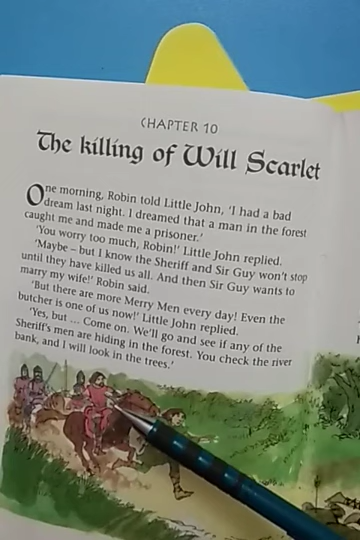 CHAPTER 10
The killing of Will Scarlet
One morning, Robin told Little John, 'I had a bad
dream last night. I dreamed that a man in the forest
caught me and made me a prisoner.'
'You worry too much, Robin!' Little John replied.
'Maybe – but I know the Sheriff and Sir Guy won't stop
until they have killed us all. And then Sir Guy wants to
marry my wife!' Robin said.
'But there are more Merry Men every day! Even the
butcher is one of us now!' Little John replied.
'Yes, but ... Come on. We'll go and see if any of the
Sheriff's men are hiding in the forest. You check the river
bank, and I will look in the trees.'